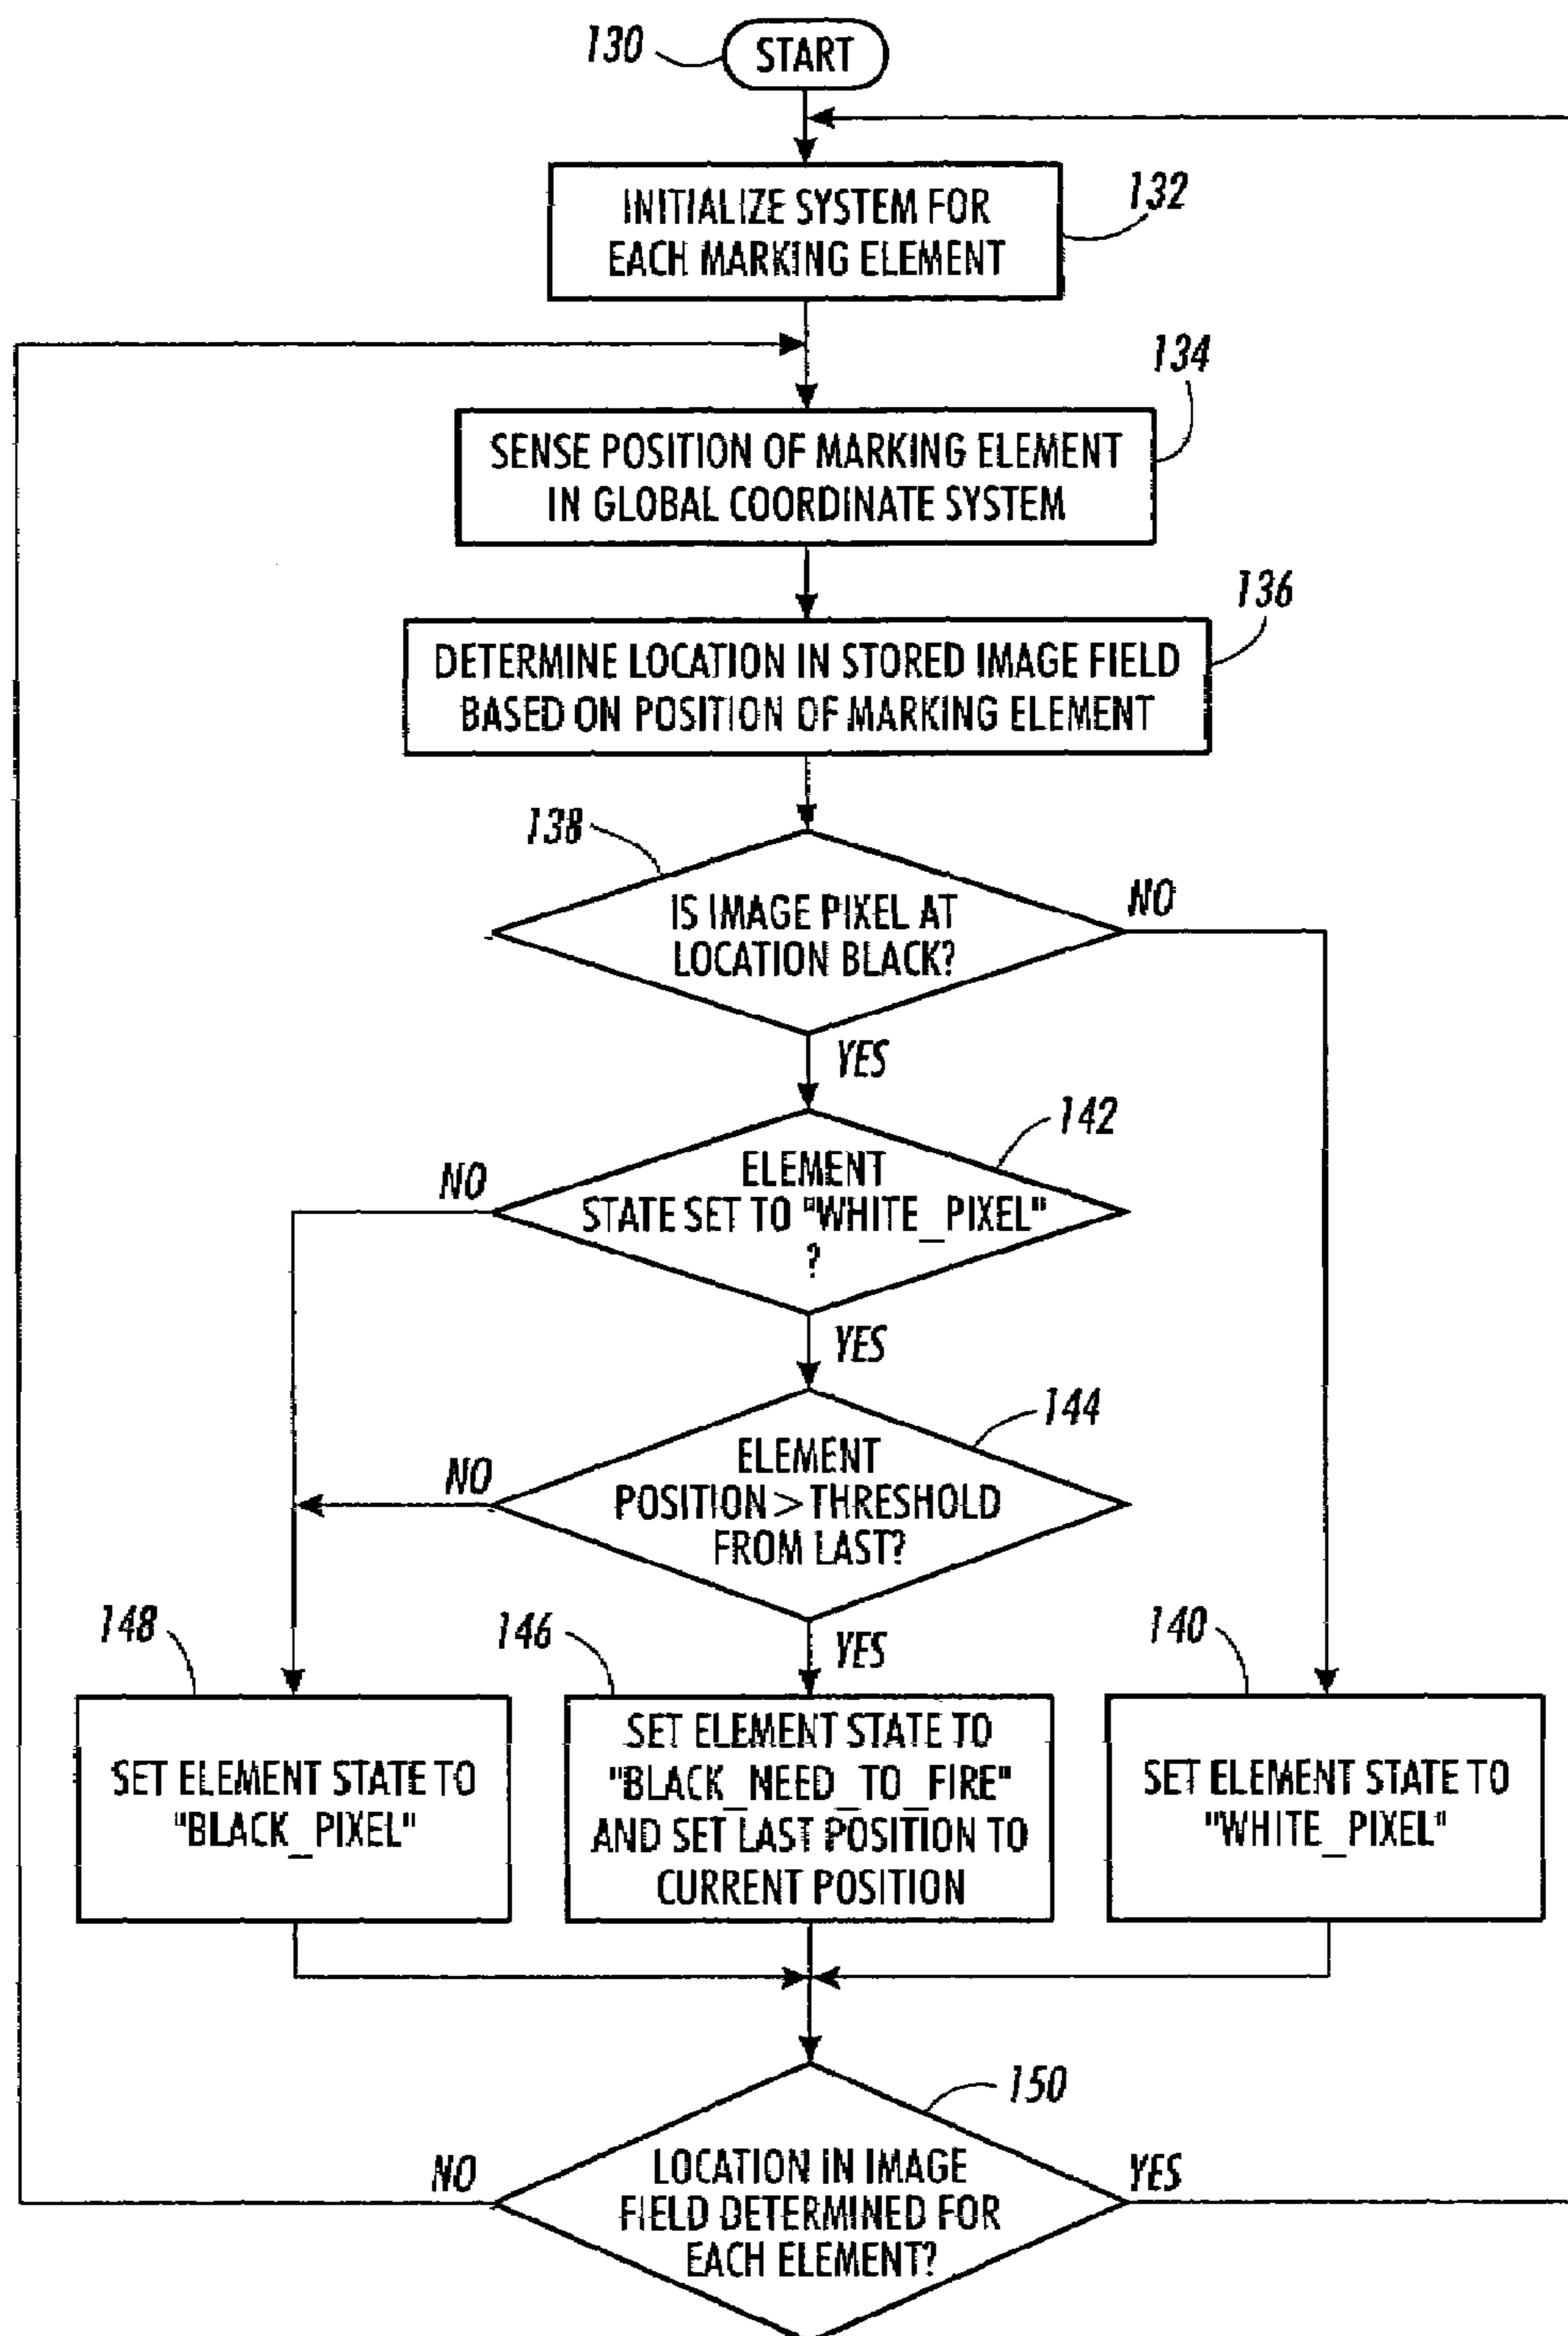 130
START
INITIALIZE SYSTEM FOR
EACH MARKING ELEMENT
132
134
SENSE POSITION OF MARKING ELEMENT
IN GLOBAL COORDINATE SYSTEM
136
DETERMINE LOCATION IN STORED IMAGE FIELD
BASED ON POSITION OF MARKING ELEMENT
138
IS IMAGE PIXEL AT
LOCATION BLACK?
NO
YES
142
ELEMENT
STATE SET TO "WHITE_PIXEL"
?
NO
YES
144
ELEMENT
POSITION > THRESHOLD
FROM LAST?
NO
YES
148
SET ELEMENT STATE TO
"BLACK_PIXEL"
146
SET ELEMENT STATE TO
"BLACK_NEED_TO_FIRE"
AND SET LAST POSITION TO
CURRENT POSITION
140
SET ELEMENT STATE TO
"WHITE_PIXEL"
150
LOCATION IN IMAGE
FIELD DETERMINED FOR
EACH ELEMENT?
NO
YES